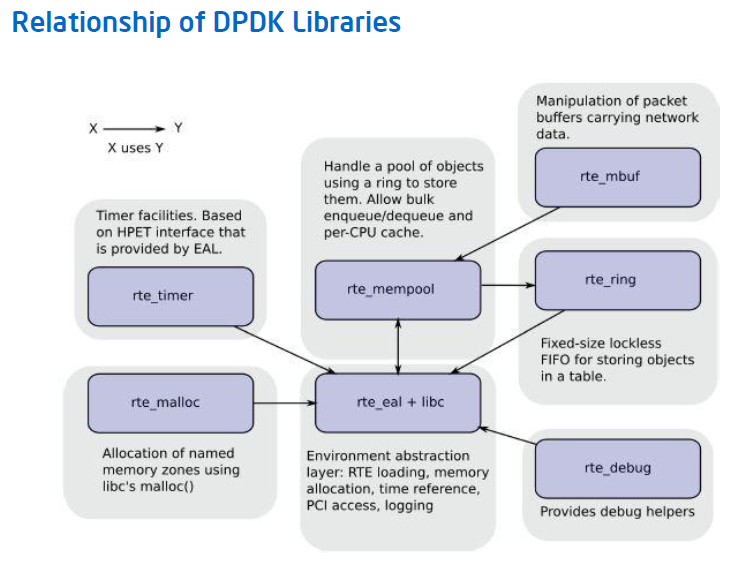 Relationship of DPDK Libraries
X
Y
X uses Y
Manipulation of packet
buffers carrying network
data.
rte_mbuf
Handle a pool of objects
using a ring to store
them. Allow bulk
enqueue/dequeue and
per-CPU cache.
rte_mempool
Timer facilities. Based
on HPET interface that
is provided by EAL.
rte_timer
rte_ring
Fixed-size lockless
FIFO for storing objects
in a table.
rte_malloc
Allocation of named
memory zones using
libc's malloc()
rte_eal + libc
Environment abstraction
layer: RTE loading, memory
allocation, time reference,
PCI access, logging
rte_debug
Provides debug helpers